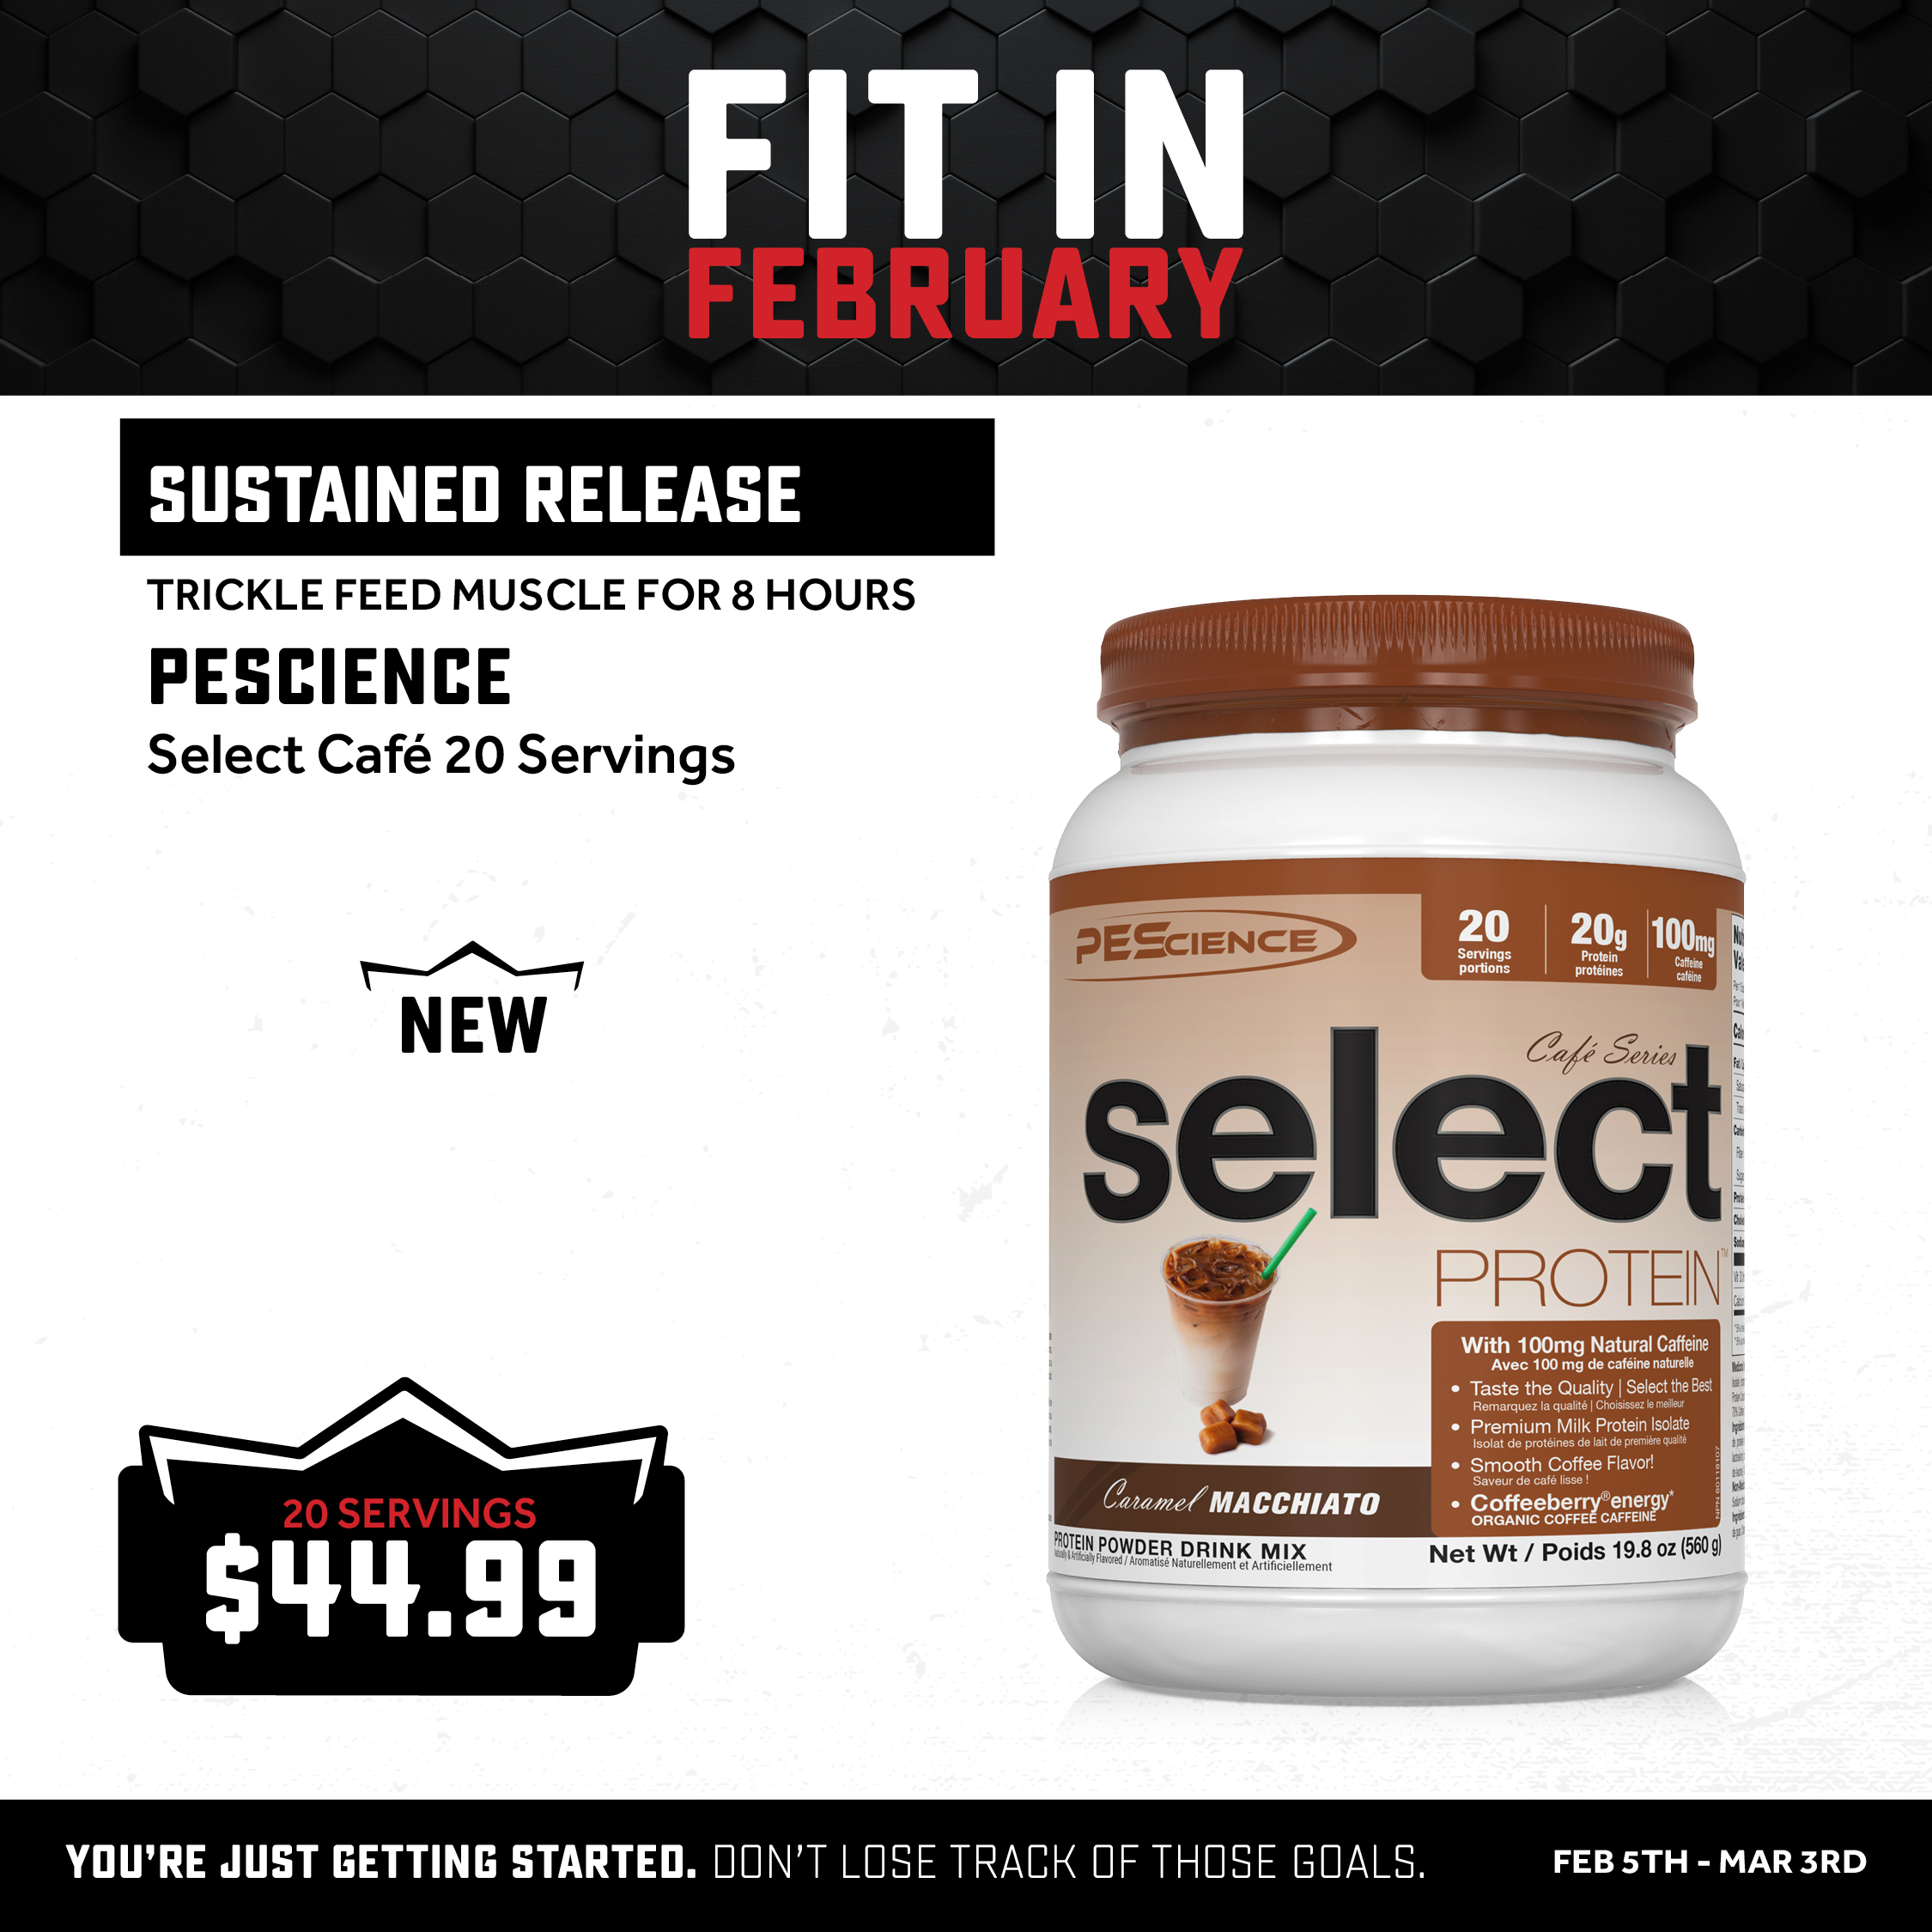 FIT IN
FEBRUARY
SUSTAINED RELEASE
TRICKLE FEED MUSCLE FOR 8 HOURS
PESCIENCE
Select Café 20 Servings
NEW
20 SERVINGS
$44.99
PEScience
20
Servings
portions
20g
Protein
protéines
100mg
Caffeine
caféine
Café Series
select
PROTEIN™
With 100mg Natural Caffeine
Avec 100 mg de caféine naturelle
• Taste the Quality | Select the Best
Remarquez la qualité | Choisissez le meilleur
• Premium Milk Protein Isolate
Isolat de protéines de lait de première qualité
• Smooth Coffee Flavor!
Saveur de café lisse !
• Coffeeberry® energy*
ORGANIC COFFEE CAFFEINE
NPN 80118107
Caramel MACCHIATO
PROTEIN POWDER DRINK MIX
Naturally & Artificially Flavored / Aromatisé Naturellement et Artificiellement
Net Wt / Poids 19.8 oz (560 g)
YOU'RE JUST GETTING STARTED. DON'T LOSE TRACK OF THOSE GOALS.
FEB 5TH - MAR 3RD